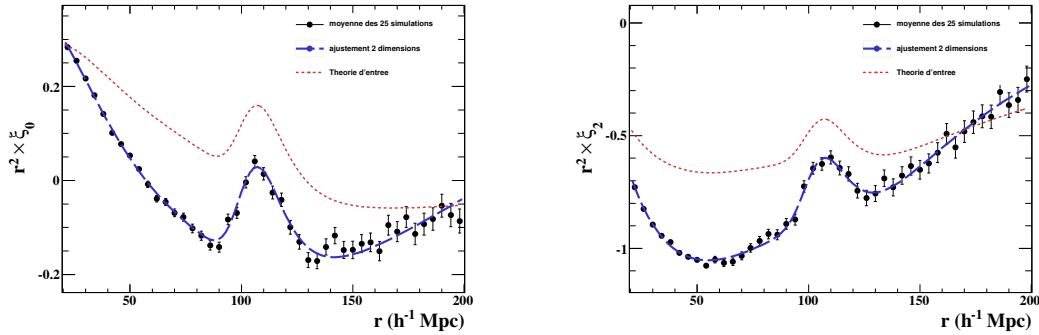 moyenne des 25 simulations
ajustement 2 dimensions
Theorie d'entree
r² × ξ₀
0.2
0
-0.2
50
100
150
200
r (h⁻¹ Mpc)
moyenne des 25 simulations
ajustement 2 dimensions
Theorie d'entree
r² × ξ₂
0
-0.5
-1
50
100
150
200
r (h⁻¹ Mpc)